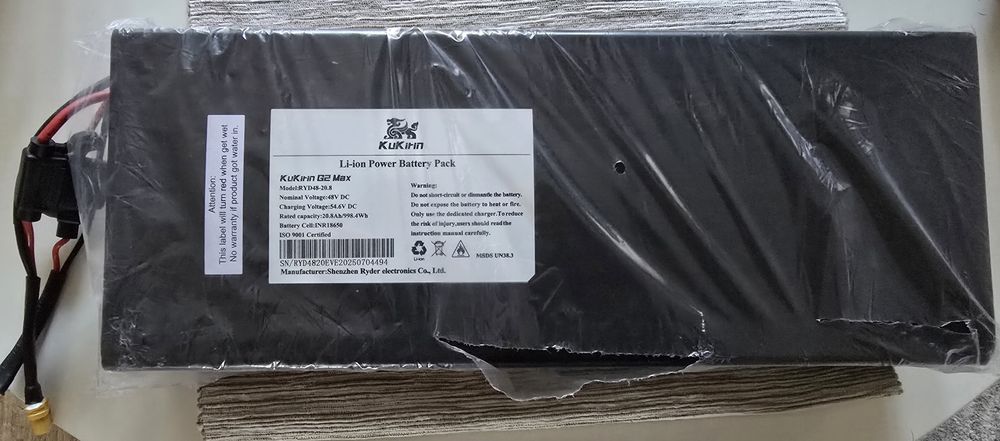 Attention:
This label will turn red when get wet
No warranty if product got water in.
KuKirin
Li-ion Power Battery Pack
KuKirin G2 Max
Model:RYD48-20.8
Nominal Voltage:48V DC
Charging Voltage:54.6V DC
Rated capacity:20.8Ah/998.4Wh
Battery Cell:INR18650
ISO 9001 Certified
SN/RYD4820EVE20250704494
Manufacturer:Shenzhen Ryder electronics Co., Ltd.
Warning:
Do not short-circuit or dismantle the battery.
Do not expose the battery to heat or fire.
Only use the dedicated charger.To reduce
the risk of injury,users should read the
instruction manual carefully.
Li-ion
MSDS UN38.3